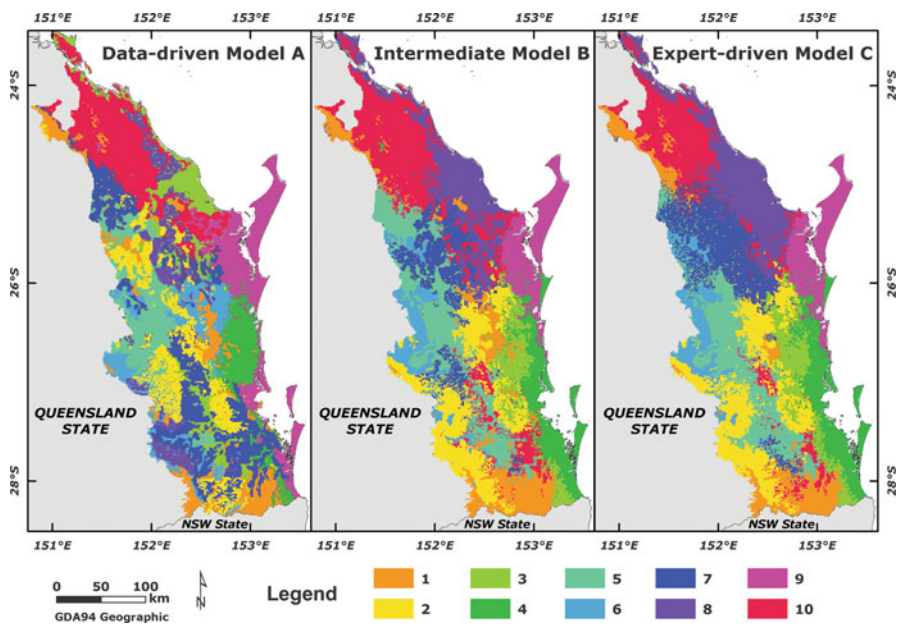 151°E 152°E 153°E 151°E 152°E 153°E 151°E 152°E 153°E
Data-driven Model A Intermediate Model B Expert-driven Model C
24°S 24°S
26°S 26°S
QUEENSLAND STATE QUEENSLAND STATE QUEENSLAND STATE
28°S 28°S
NSW State NSW State NSW State
151°E 152°E 153°E 151°E 152°E 153°E 151°E 152°E 153°E
0 50 100
km
GDA94 Geographic
N
Legend
1 3 5 7 9
2 4 6 8 10